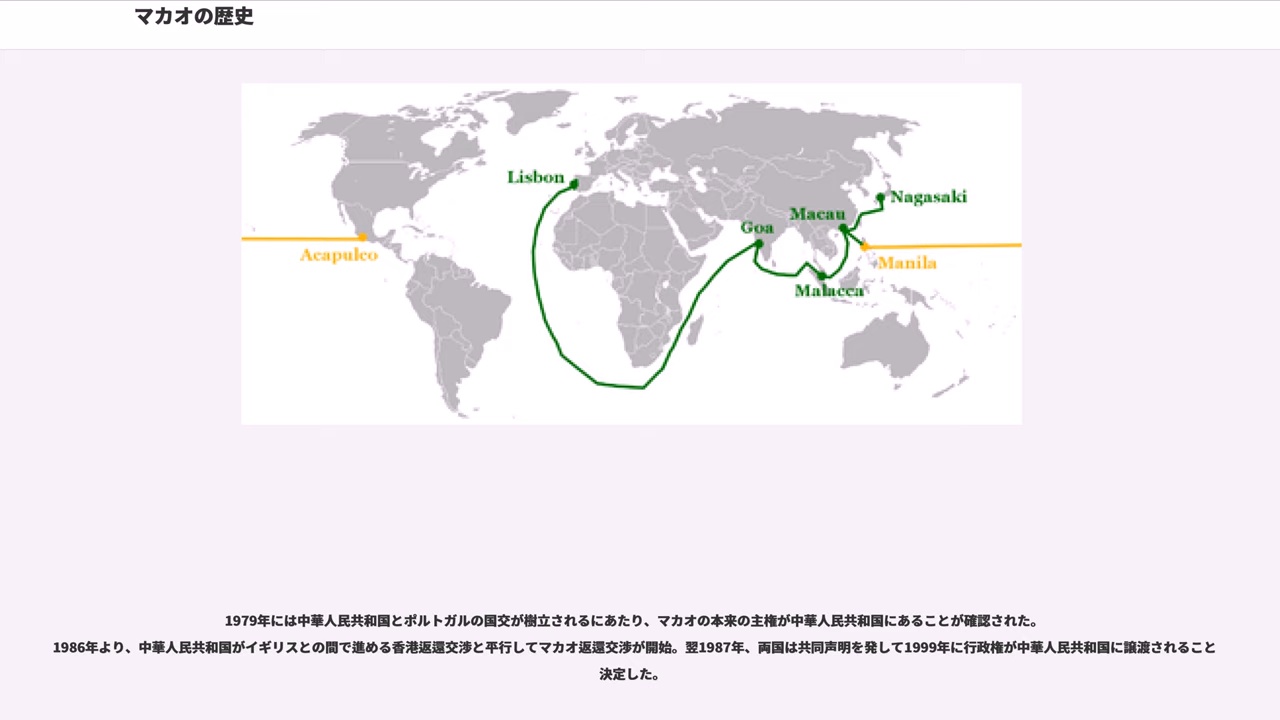 マカオの歴史
Lisbon
Nagasaki
Macau
Goa
Acapulco
Manila
Malacca
1979年には中華人民共和国とポルトガルの国交が樹立されるにあたり、マカオの本来の主権が中華人民共和国にあることが確認された。
1986年より、中華人民共和国がイギリスとの間で進める香港返還交渉と平行してマカオ返還交渉が開始。翌1987年、両国は共同声明を発して1999年に行政権が中華人民共和国に譲渡されること
決定した。